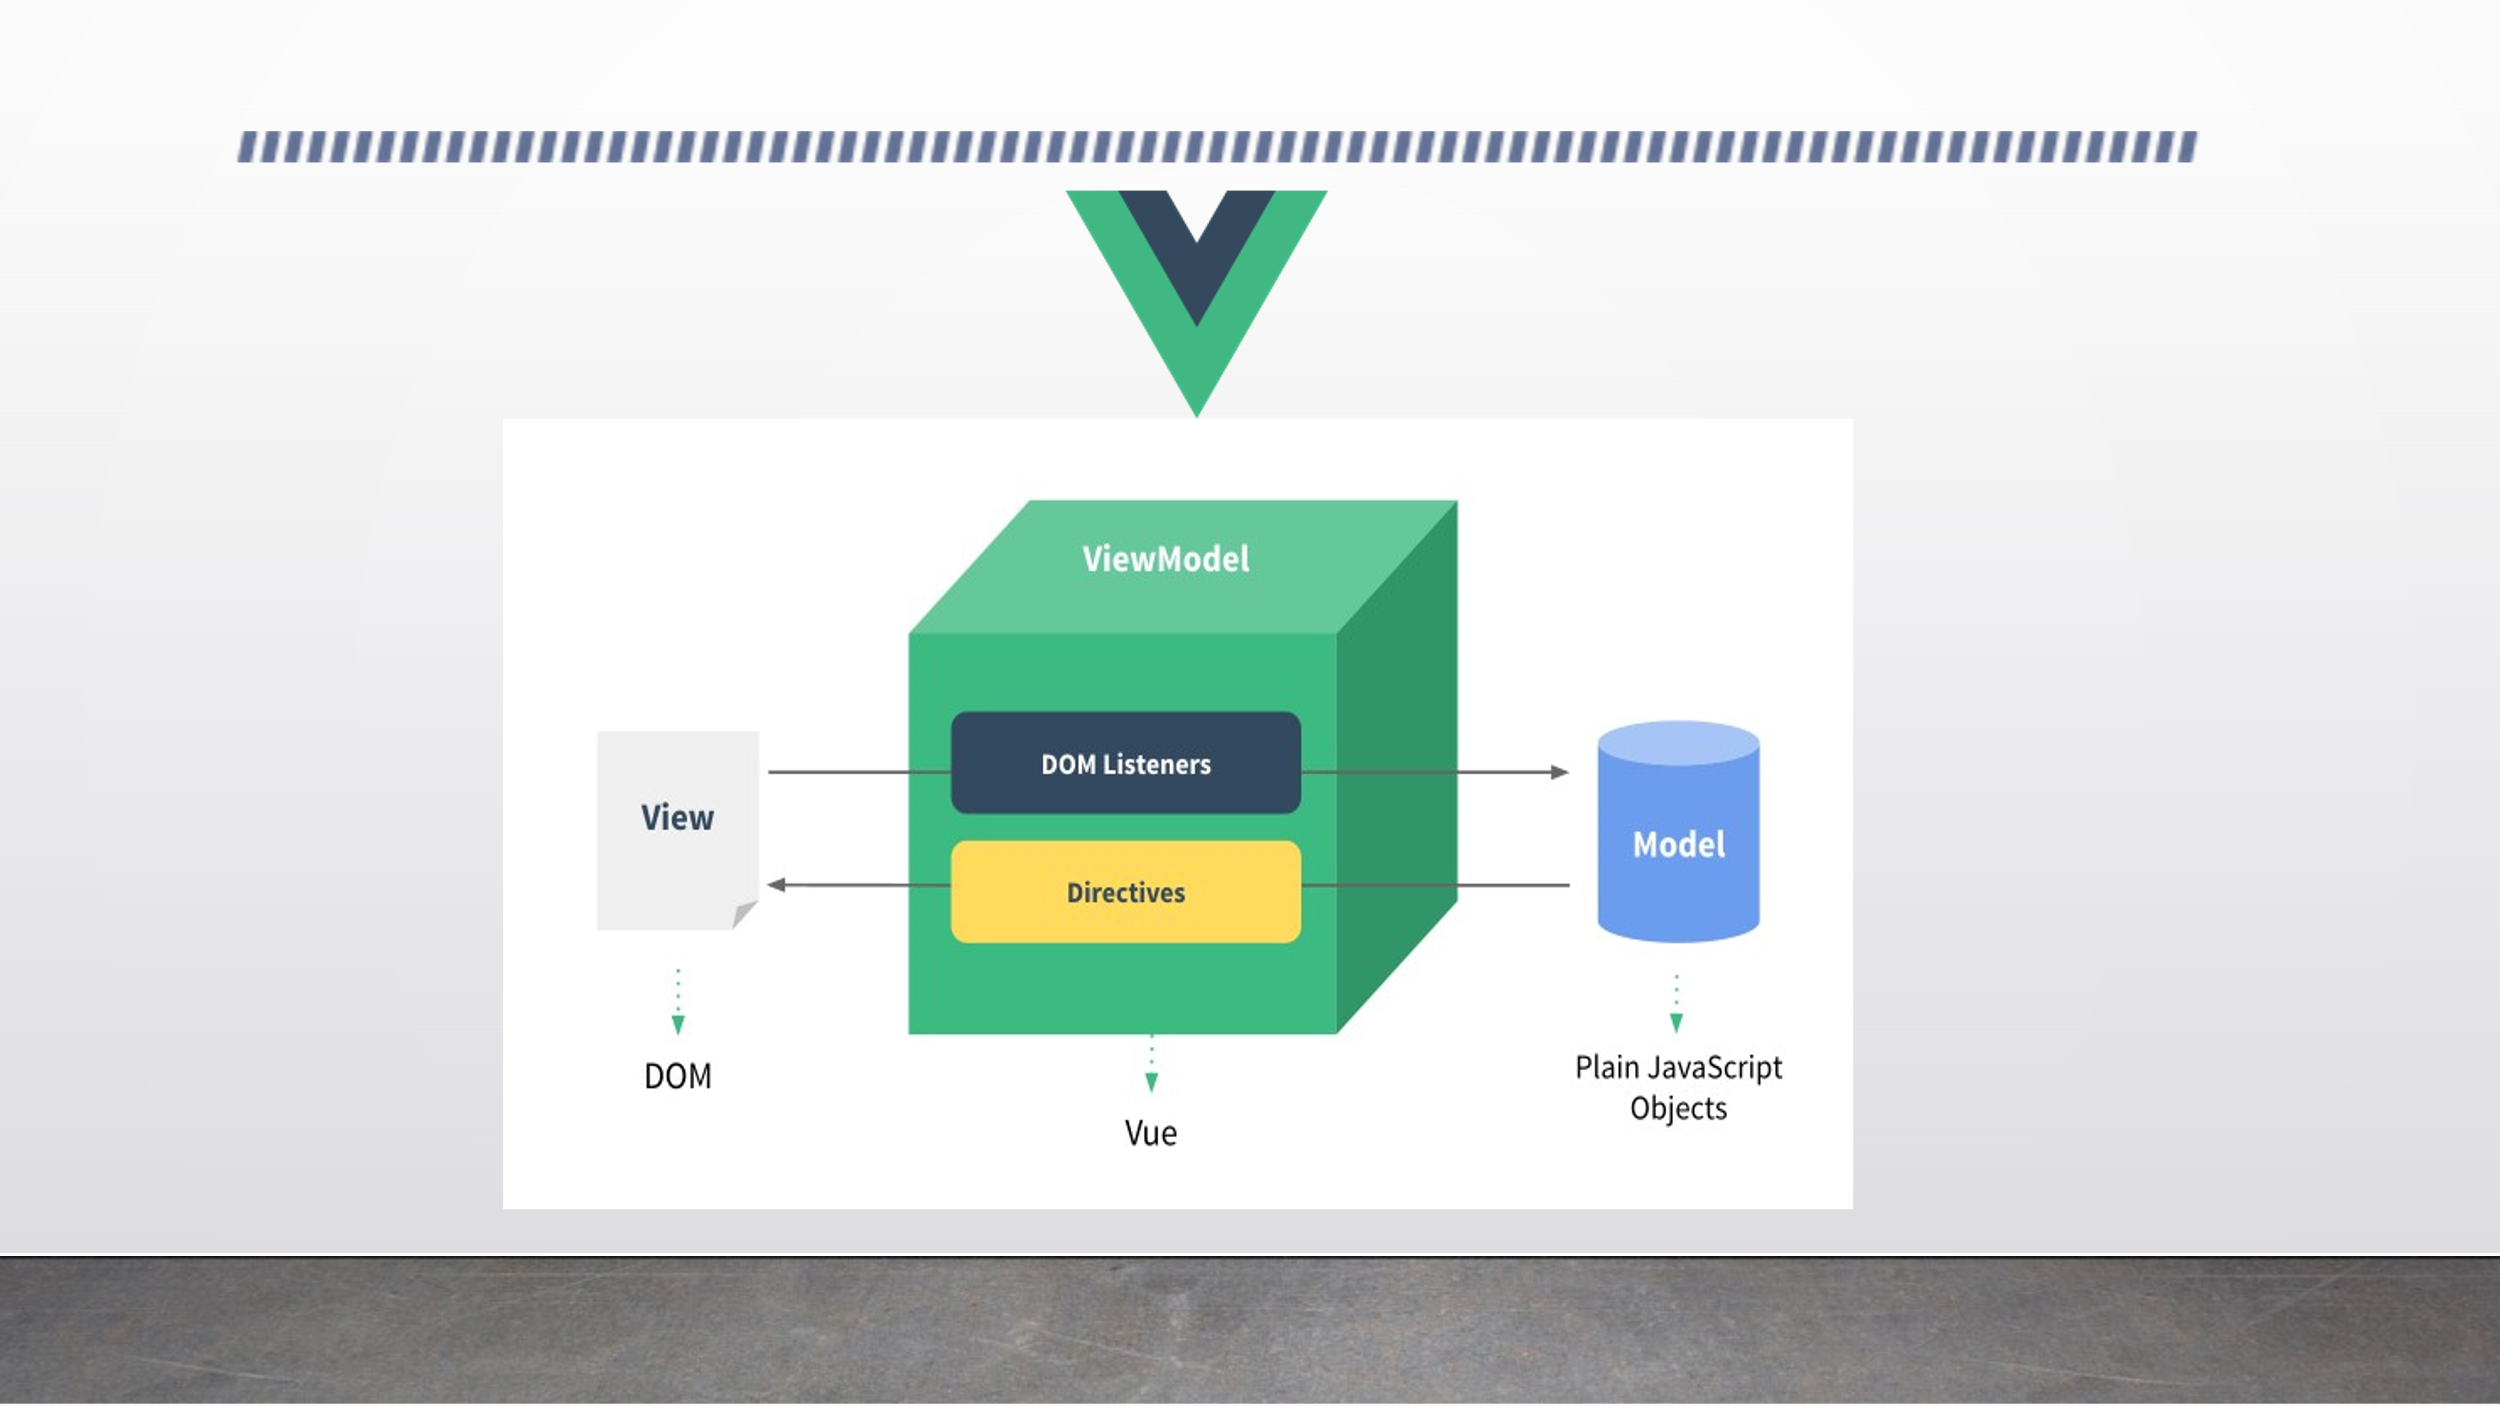 ViewModel
DOM Listeners
View
Model
Directives
DOM
Plain JavaScript
Objects
Vue